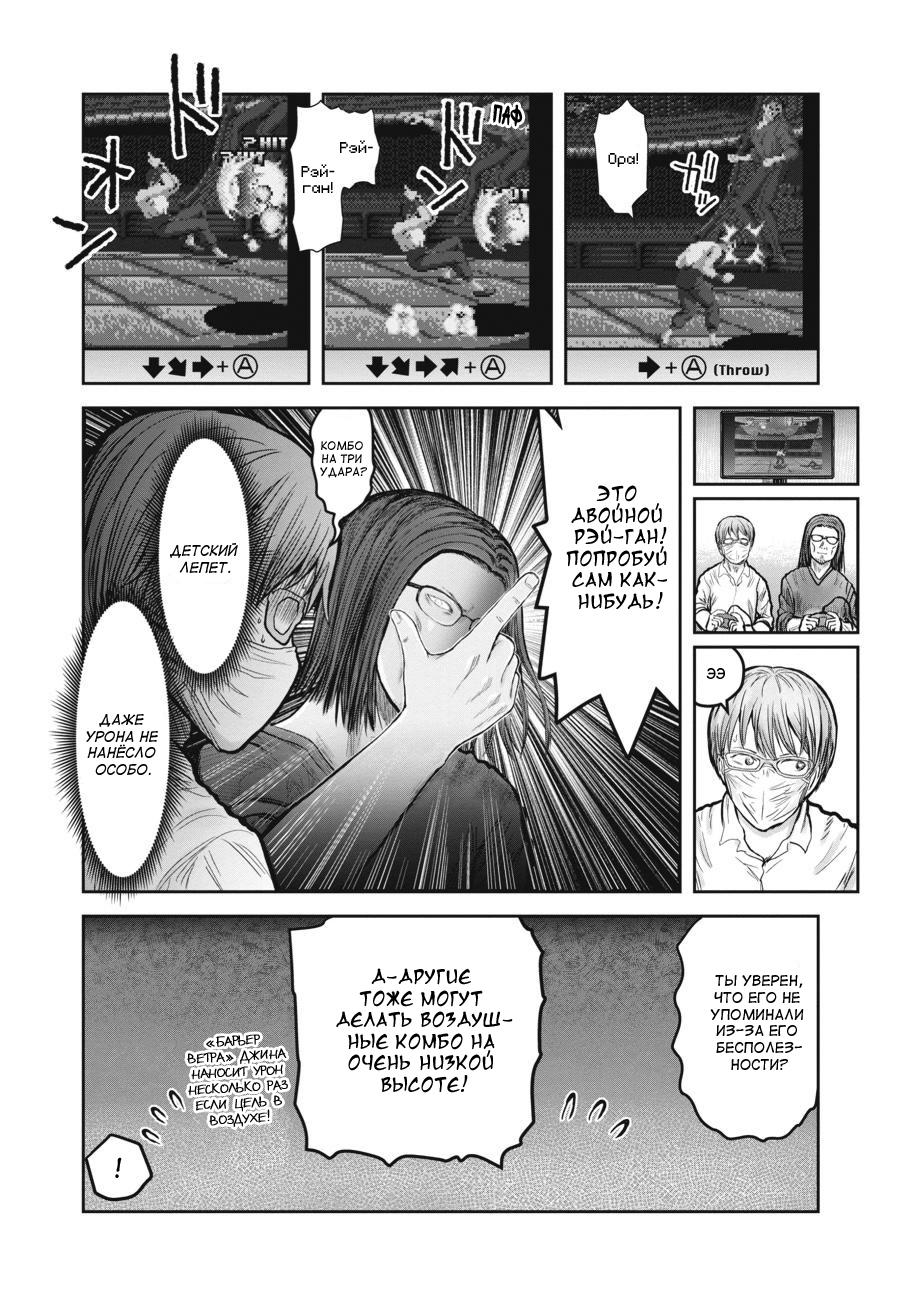 Ора!
+ A (Throw)
ПАФ
Рэй-
Рэй-
ган!
+ A
2 HIT
+ A
ЭЭ
ЭТО
ДВОЙНОЙ
РЭЙ-ГАН!
ПОПРОБУЙ
САМ КАК-
НИБУДЬ!
КОМБО
НА ТРИ
УДАРА?
ДЕТСКИЙ
ЛЕПЕТ.
ДАЖЕ
УРОНА НЕ
НАНЁСЛО
ОСОБО.
ТЫ УВЕРЕН,
ЧТО ЕГО НЕ
УПОМИНАЛИ
ИЗ-ЗА ЕГО
БЕСПОЛЕЗ-
НОСТИ?
А-ДРУГИЕ
ТОЖЕ МОГУТ
ДЕЛАТЬ ВОЗДУШ-
НЫЕ КОМБО НА
ОЧЕНЬ НИЗКОЙ
ВЫСОТЕ!
«БАРЬЕР
ВЕТРА» ДЖИНА
НАНОСИТ УРОН
НЕСКОЛЬКО РАЗ
ЕСЛИ ЦЕЛЬ В
ВОЗДУХЕ!
!